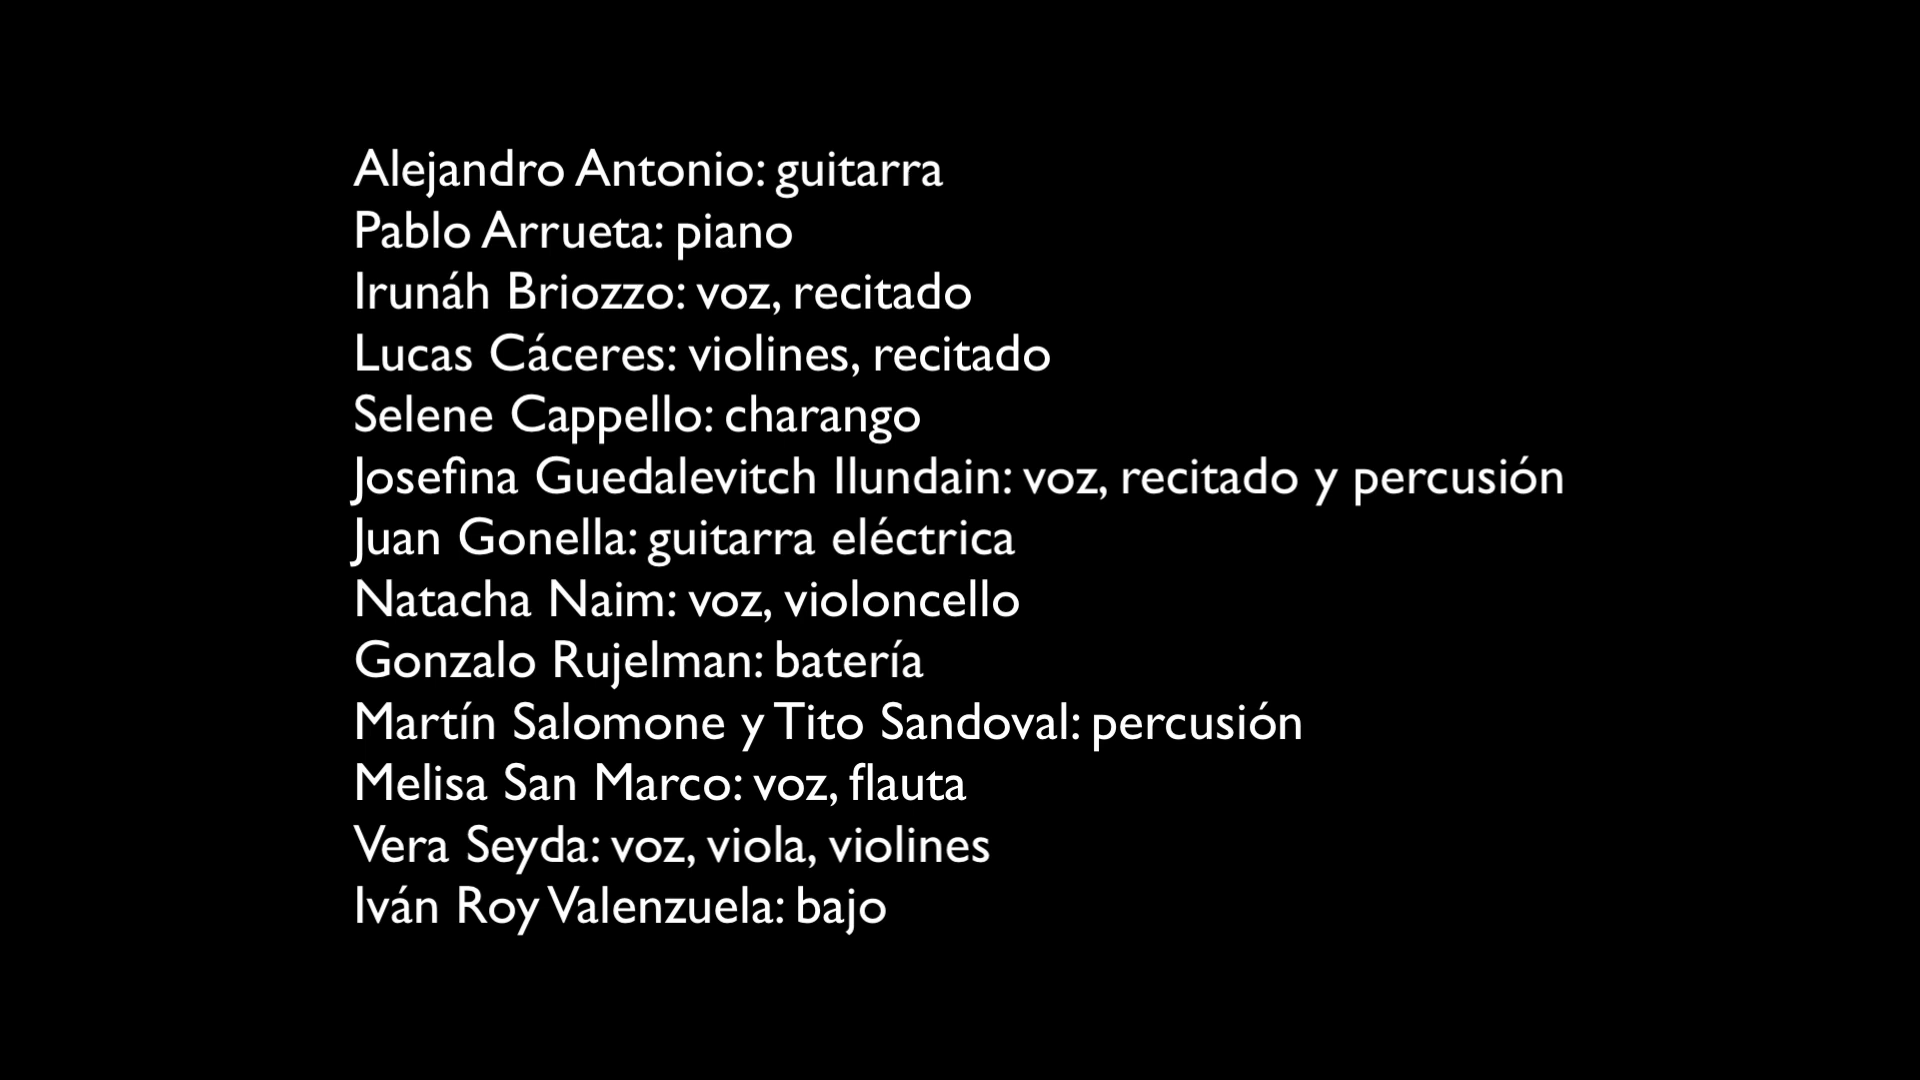 Alejandro Antonio: guitarra
Pablo Arrueta: piano
Irunáh Briozzo: voz, recitado
Lucas Cáceres: violines, recitado
Selene Cappello: charango
Josefina Guedalevitch Ilundain: voz, recitado y percusión
Juan Gonella: guitarra eléctrica
Natacha Naim: voz, violoncello
Gonzalo Rujelman: batería
Martín Salomone y Tito Sandoval: percusión
Melisa San Marco: voz, flauta
Vera Seyda: voz, viola, violines
Iván Roy Valenzuela: bajo